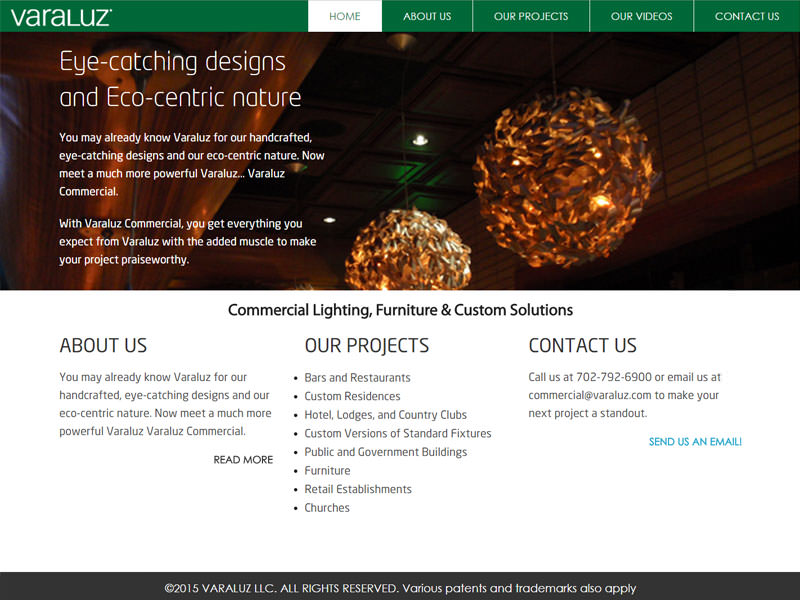 varaluz
HOME
ABOUT US
OUR PROJECTS
OUR VIDEOS
CONTACT US
Eye-catching designs
and Eco-centric nature
You may already know Varaluz for our handcrafted,
eye-catching designs and our eco-centric nature. Now
meet a much more powerful Varaluz... Varaluz
Commercial.
With Varaluz Commercial, you get everything you
expect from Varaluz with the added muscle to make
your project praiseworthy.
Commercial Lighting, Furniture & Custom Solutions
ABOUT US
You may already know Varaluz for our
handcrafted, eye-catching designs and our
eco-centric nature. Now meet a much more
powerful Varaluz Varaluz Commercial.
READ MORE
OUR PROJECTS
• Bars and Restaurants
• Custom Residences
• Hotel, Lodges, and Country Clubs
• Custom Versions of Standard Fixtures
• Public and Government Buildings
• Furniture
• Retail Establishments
• Churches
CONTACT US
Call us at 702-792-6900 or email us at
commercial@varaluz.com to make your
next project a standout.
SEND US AN EMAIL!
©2015 VARALUZ LLC. ALL RIGHTS RESERVED. Various patents and trademarks also apply